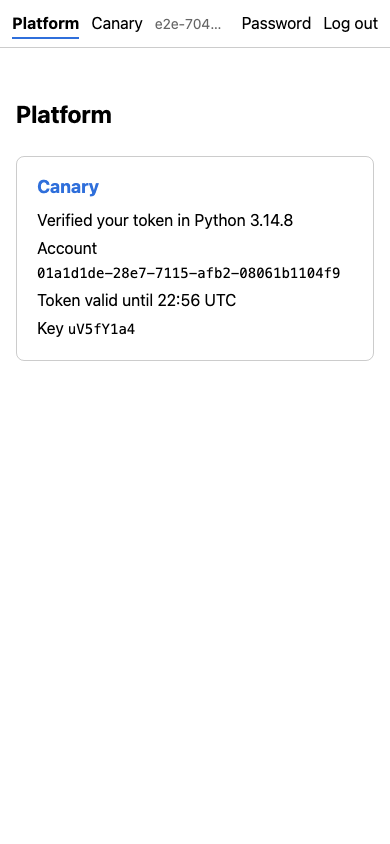 Platform Canary e2e-704... Password Log out
Platform
Canary
Verified your token in Python 3.14.8
Account
01a1d1de-28e7-7115-afb2-08061b1104f9
Token valid until 22:56 UTC
Key uV5fY1a4